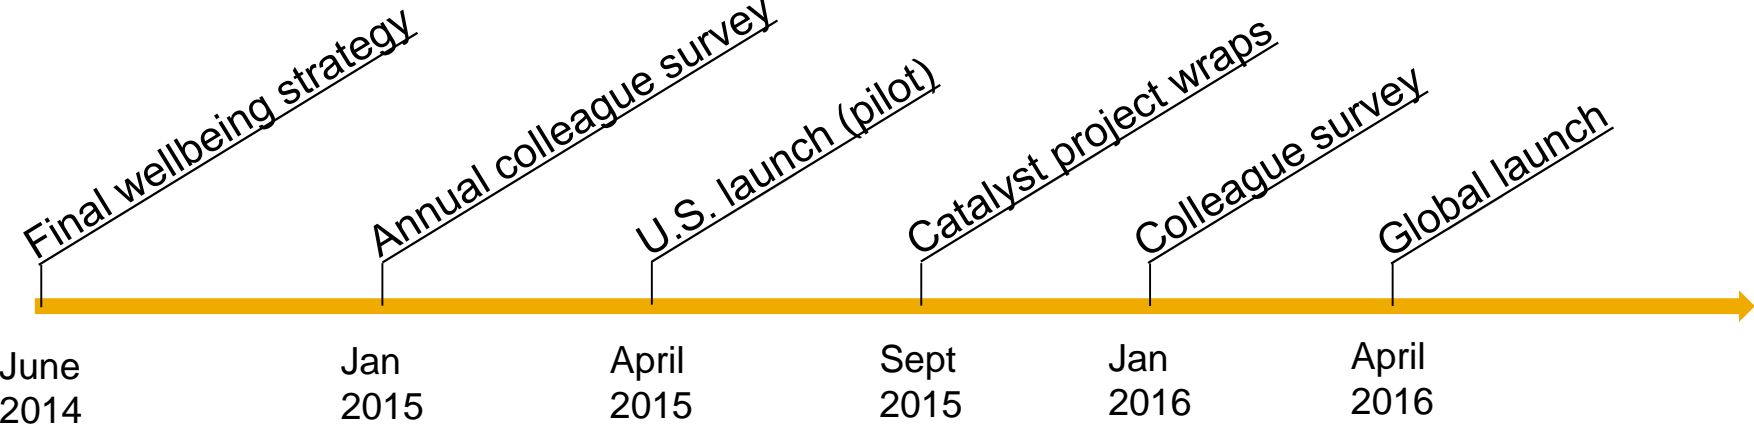 Final wellbeing strategy
Annual colleague survey
U.S. launch (pilot)
Catalyst project wraps
Colleague survey
Global launch
June
2014
Jan
2015
April
2015
Sept
2015
Jan
2016
April
2016